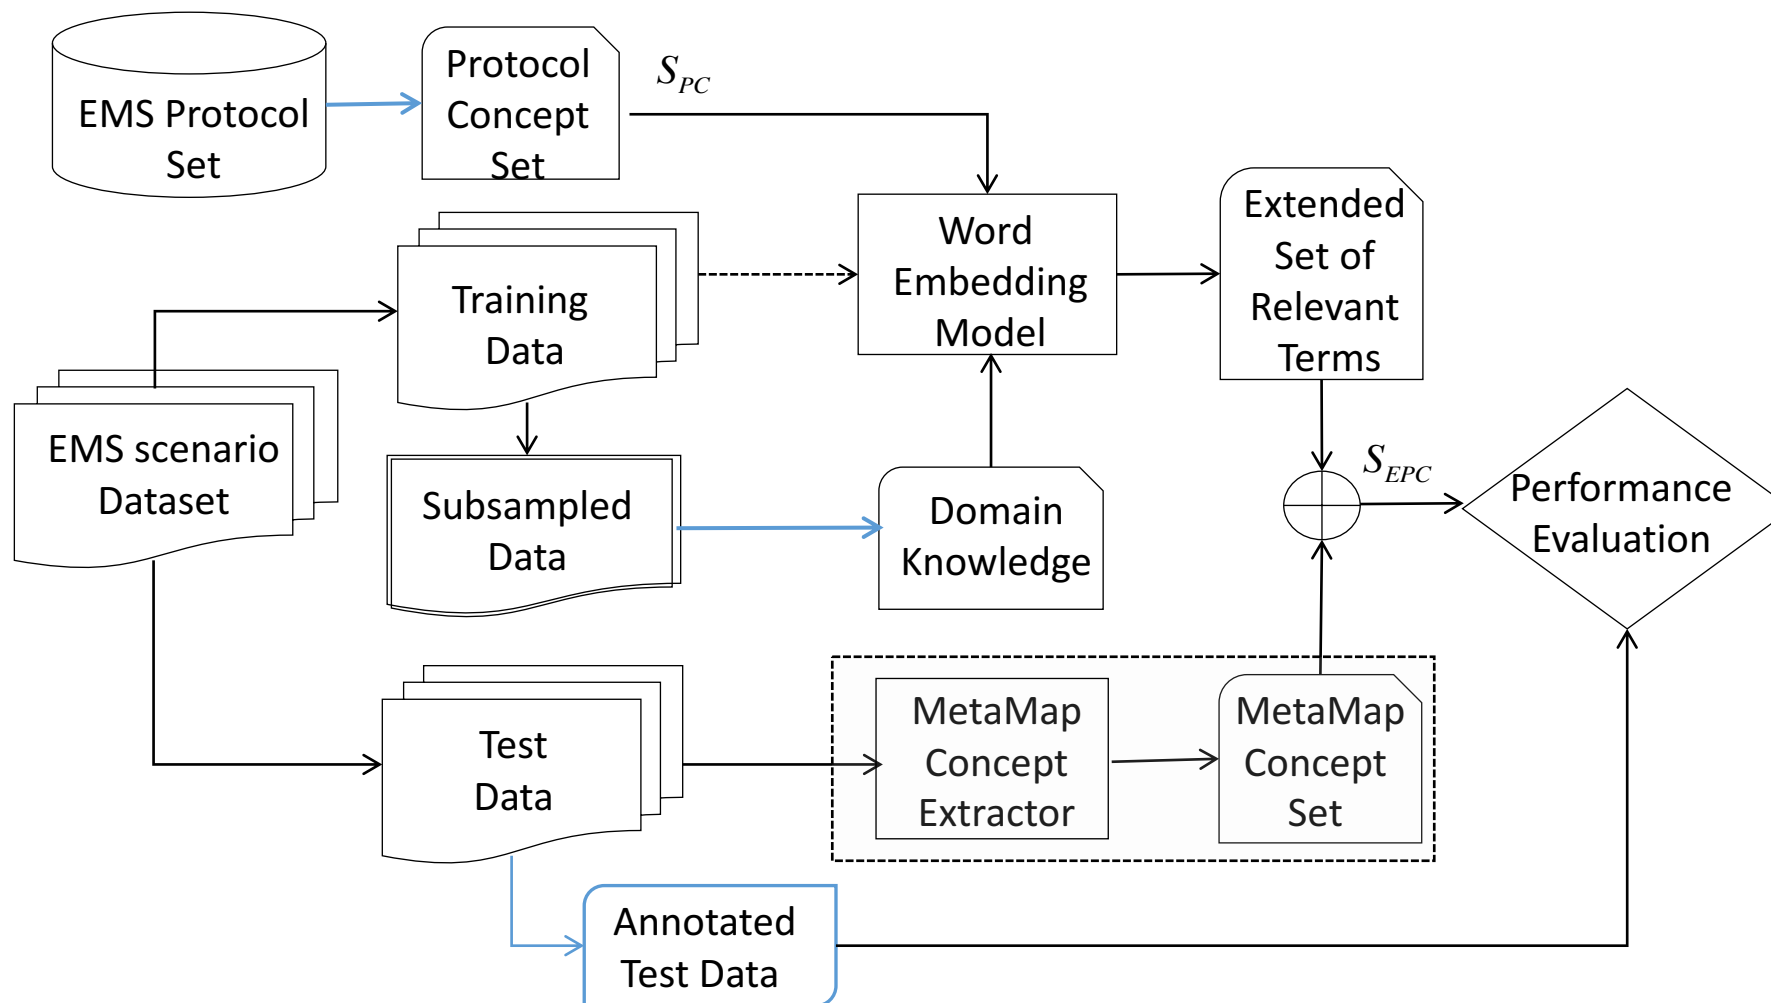 EMS Protocol
Set
Protocol
Concept
Set
S_PC
Word
Embedding
Model
Extended
Set of
Relevant
Terms
Training
Data
EMS scenario
Dataset
Subsampled
Data
Domain
Knowledge
S_EPC
Performance
Evaluation
Test
Data
MetaMap
Concept
Extractor
MetaMap
Concept
Set
Annotated
Test Data